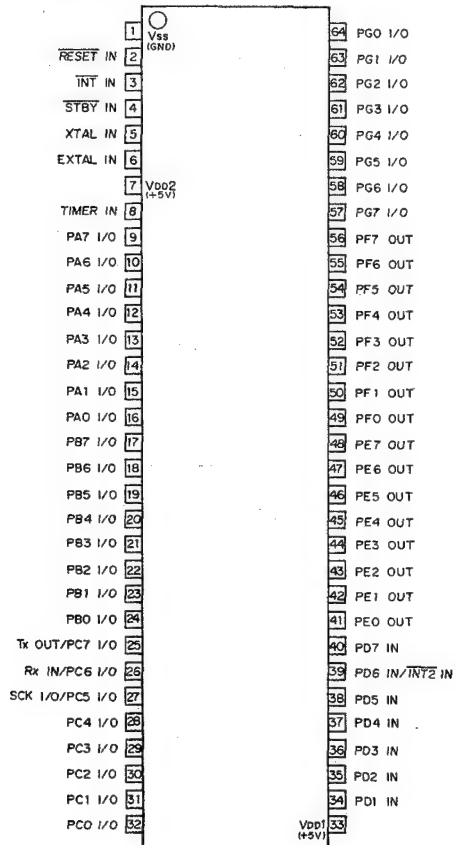 1 Vss (GND) 64 PG0 I/O
RESET IN 2 63 PG1 I/O
INT IN 3 62 PG2 I/O
STBY IN 4 61 PG3 I/O
XTAL IN 5 60 PG4 I/O
EXTAL IN 6 59 PG5 I/O
7 VDD2 (+5V) 58 PG6 I/O
TIMER IN 8 57 PG7 I/O
PA7 I/O 9 56 PF7 OUT
PA6 I/O 10 55 PF6 OUT
PA5 I/O 11 54 PF5 OUT
PA4 I/O 12 53 PF4 OUT
PA3 I/O 13 52 PF3 OUT
PA2 I/O 14 51 PF2 OUT
PA1 I/O 15 50 PF1 OUT
PA0 I/O 16 49 PF0 OUT
PB7 I/O 17 48 PE7 OUT
PB6 I/O 18 47 PE6 OUT
PB5 I/O 19 46 PE5 OUT
PB4 I/O 20 45 PE4 OUT
PB3 I/O 21 44 PE3 OUT
PB2 I/O 22 43 PE2 OUT
PB1 I/O 23 42 PE1 OUT
PB0 I/O 24 41 PE0 OUT
Tx OUT/PC7 I/O 25 40 PD7 IN
Rx IN/PC6 I/O 26 39 PD6 IN/INT2 IN
SCK I/O/PC5 I/O 27 38 PD5 IN
PC4 I/O 28 37 PD4 IN
PC3 I/O 29 36 PD3 IN
PC2 I/O 30 35 PD2 IN
PC1 I/O 31 34 PD1 IN
PC0 I/O 32 VDD1 (+5V) 33